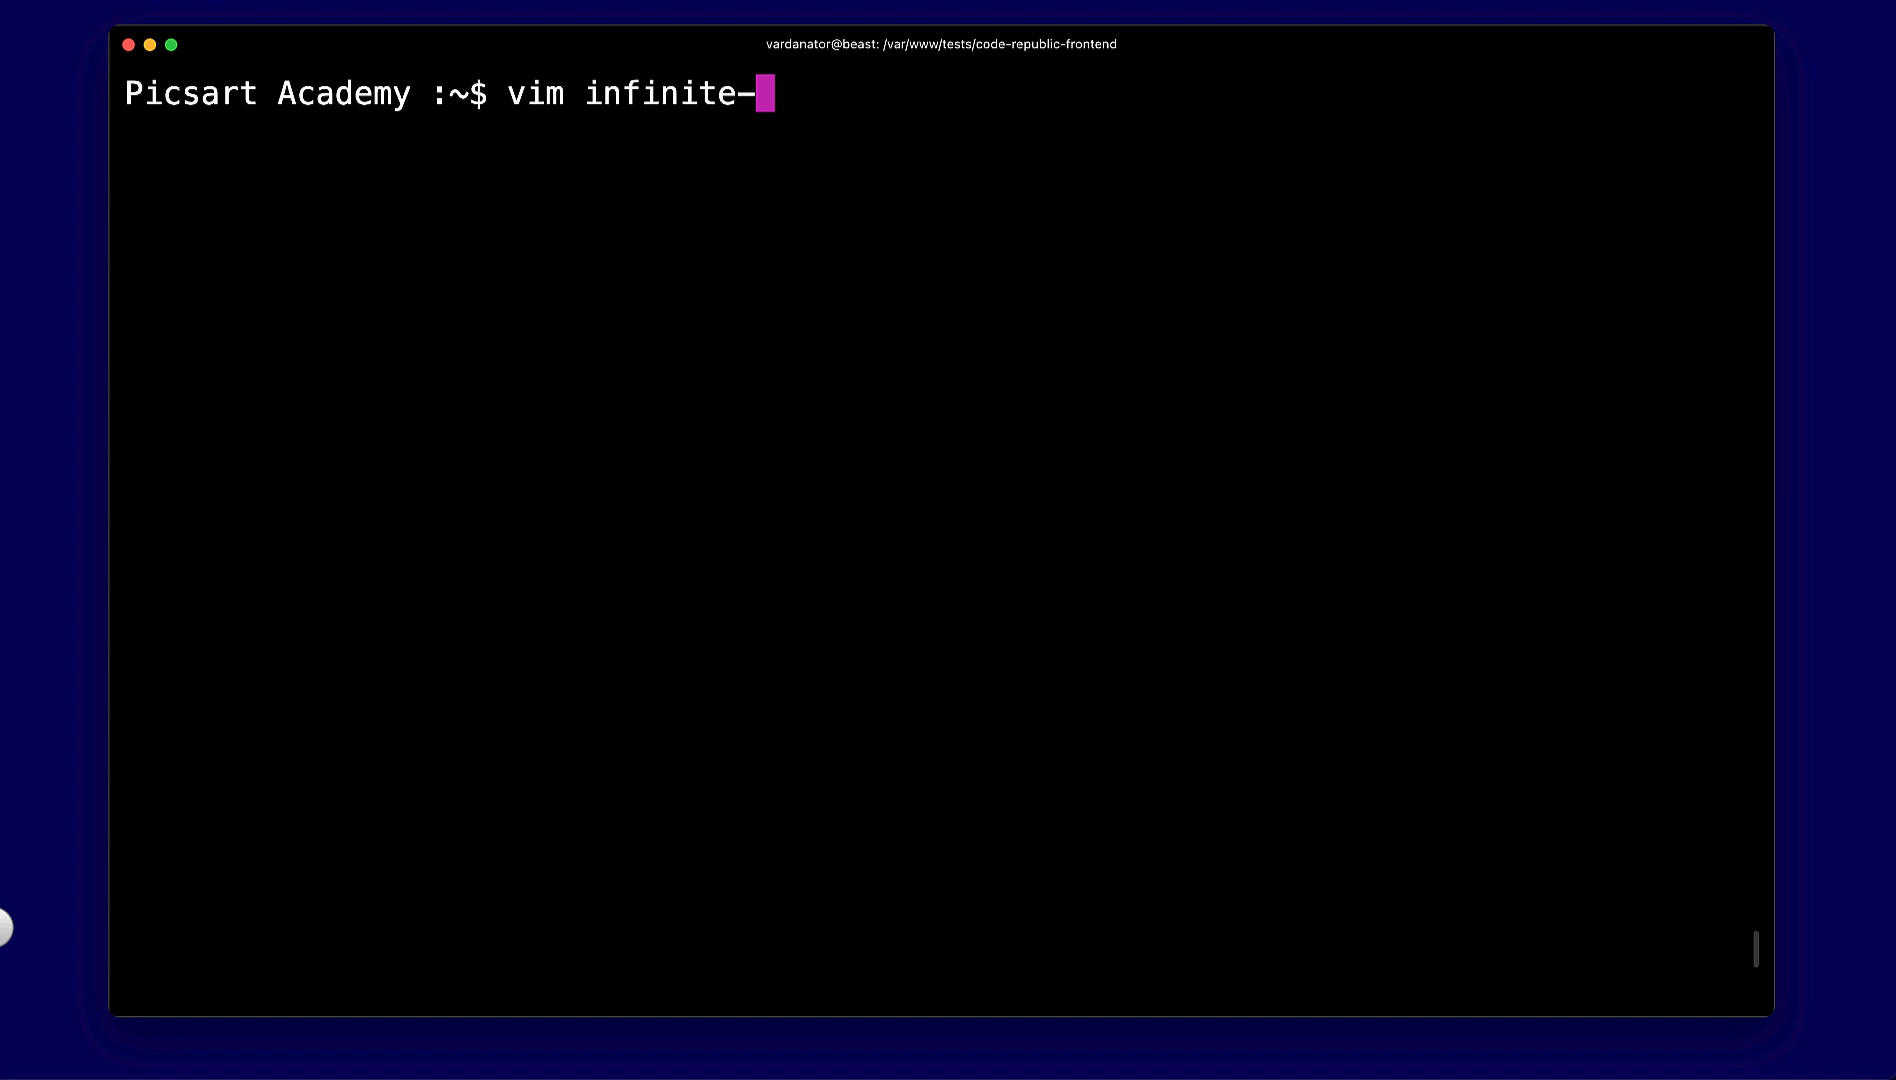 vardanator@beast: /var/www/tests/code-republic-frontend
Picsart Academy :~$ vim infinite-